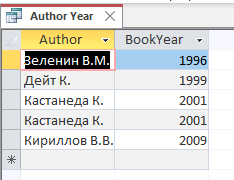 Author Year
Author BookYear
Веленин В.М. 1996
Дейт К. 1999
Кастанеда К. 2001
Кастанеда К. 2001
Кириллов В.В. 2009